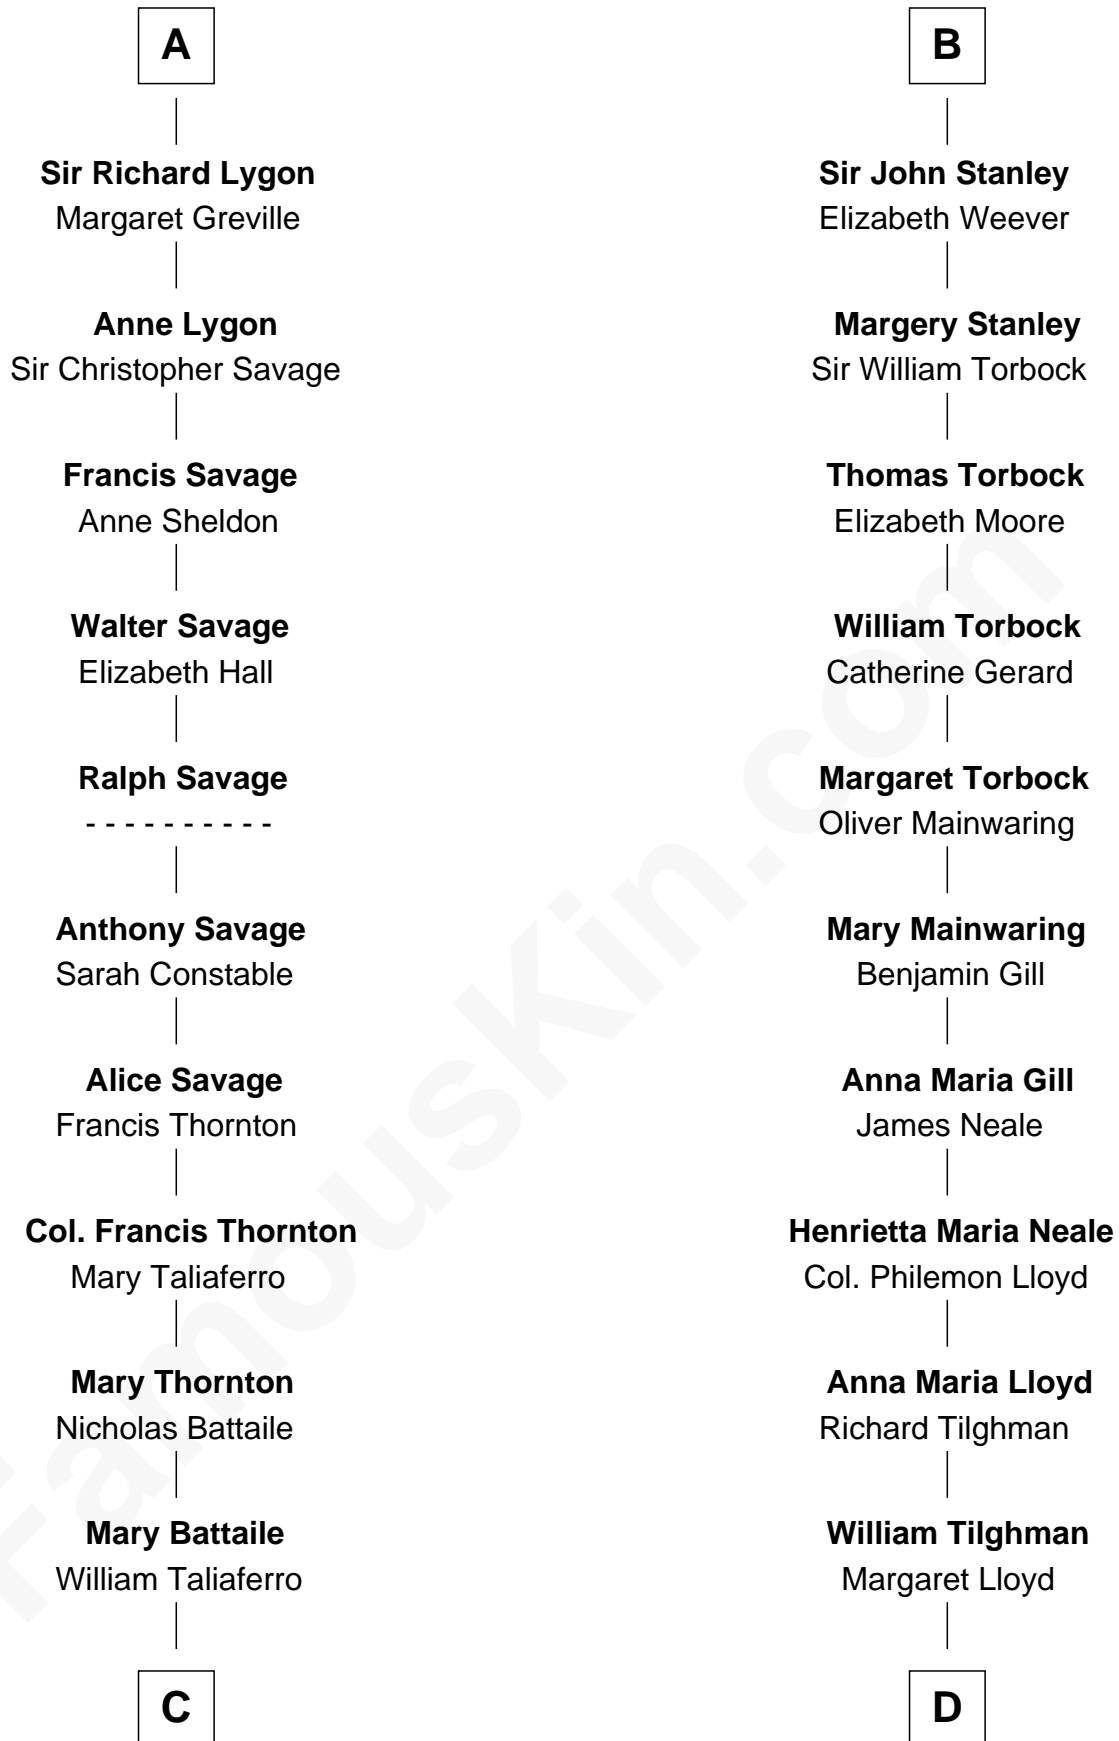 A
Sir Richard Lygon
Margaret Greville
Anne Lygon
Sir Christopher Savage
Francis Savage
Anne Sheldon
Walter Savage
Elizabeth Hall
Ralph Savage
- - - - - - - - - -
Anthony Savage
Sarah Constable
Alice Savage
Francis Thornton
Col. Francis Thornton
Mary Taliaferro
Mary Thornton
Nicholas Battaile
Mary Battaile
William Taliaferro
C
B
Sir John Stanley
Elizabeth Weever
Margery Stanley
Sir William Torbock
Thomas Torbock
Elizabeth Moore
William Torbock
Catherine Gerard
Margaret Torbock
Oliver Mainwaring
Mary Mainwaring
Benjamin Gill
Anna Maria Gill
James Neale
Henrietta Maria Neale
Col. Philemon Lloyd
Anna Maria Lloyd
Richard Tilghman
William Tilghman
Margaret Lloyd
D
FamousKin.com